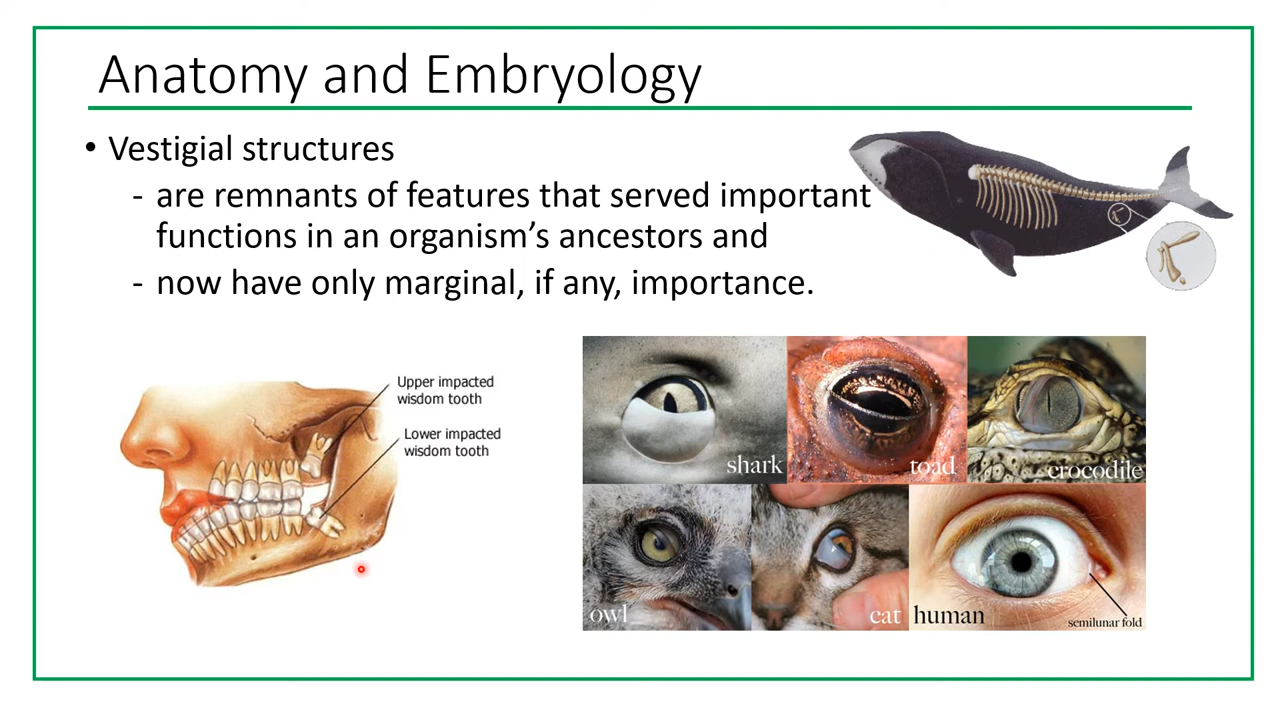 Anatomy and Embryology
• Vestigial structures
- are remnants of features that served important
functions in an organism's ancestors and
- now have only marginal, if any, importance.
Upper impacted
wisdom tooth
Lower impacted
wisdom tooth
shark
toad
crocodile
owl
cat
human
semilunar fold